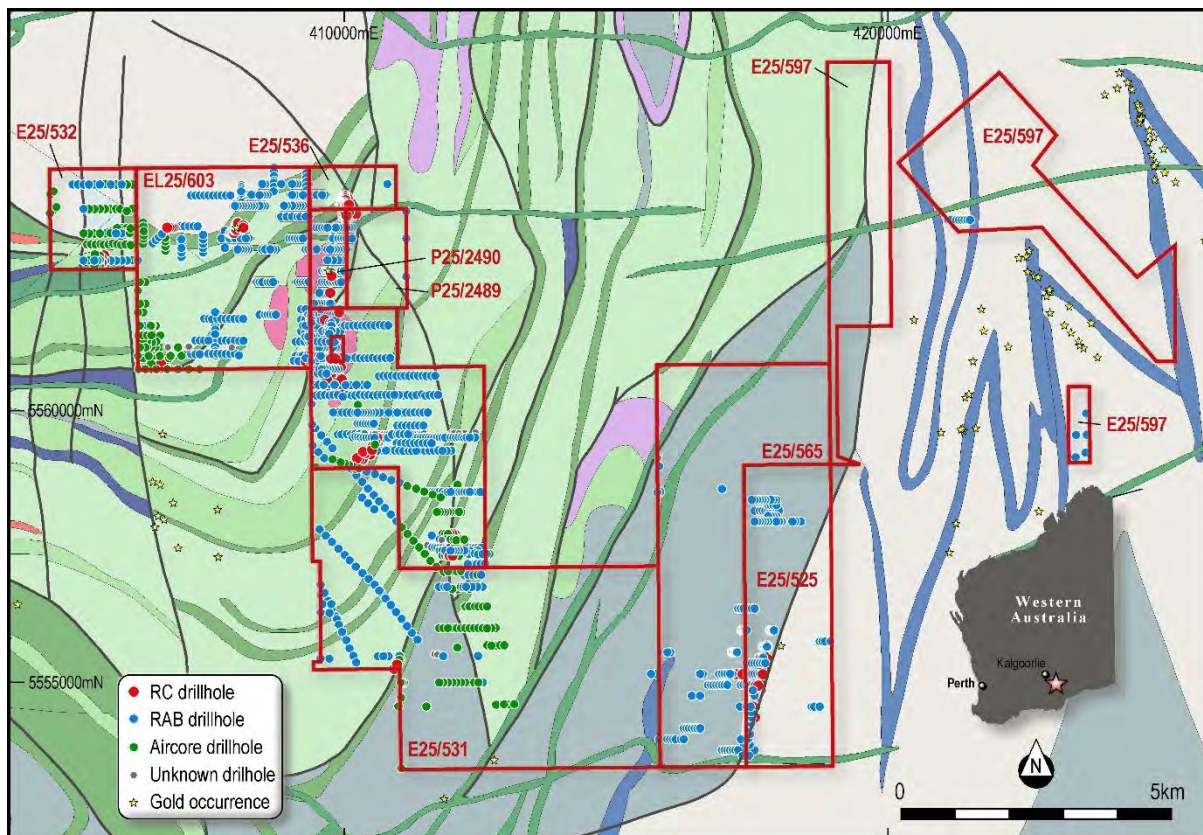 410000mE
420000mE
E25/597
E25/532
E25/536
E25/597
EL25/603
P25/2490
P25/2489
5560000mN
E25/597
E25/565
E25/525
Western
Australia
Kalgoorlie
Perth
5555000mN
RC drillhole
RAB drillhole
Aircore drillhole
Unknown drilhole
Gold occurrence
E25/531
N
0
5km